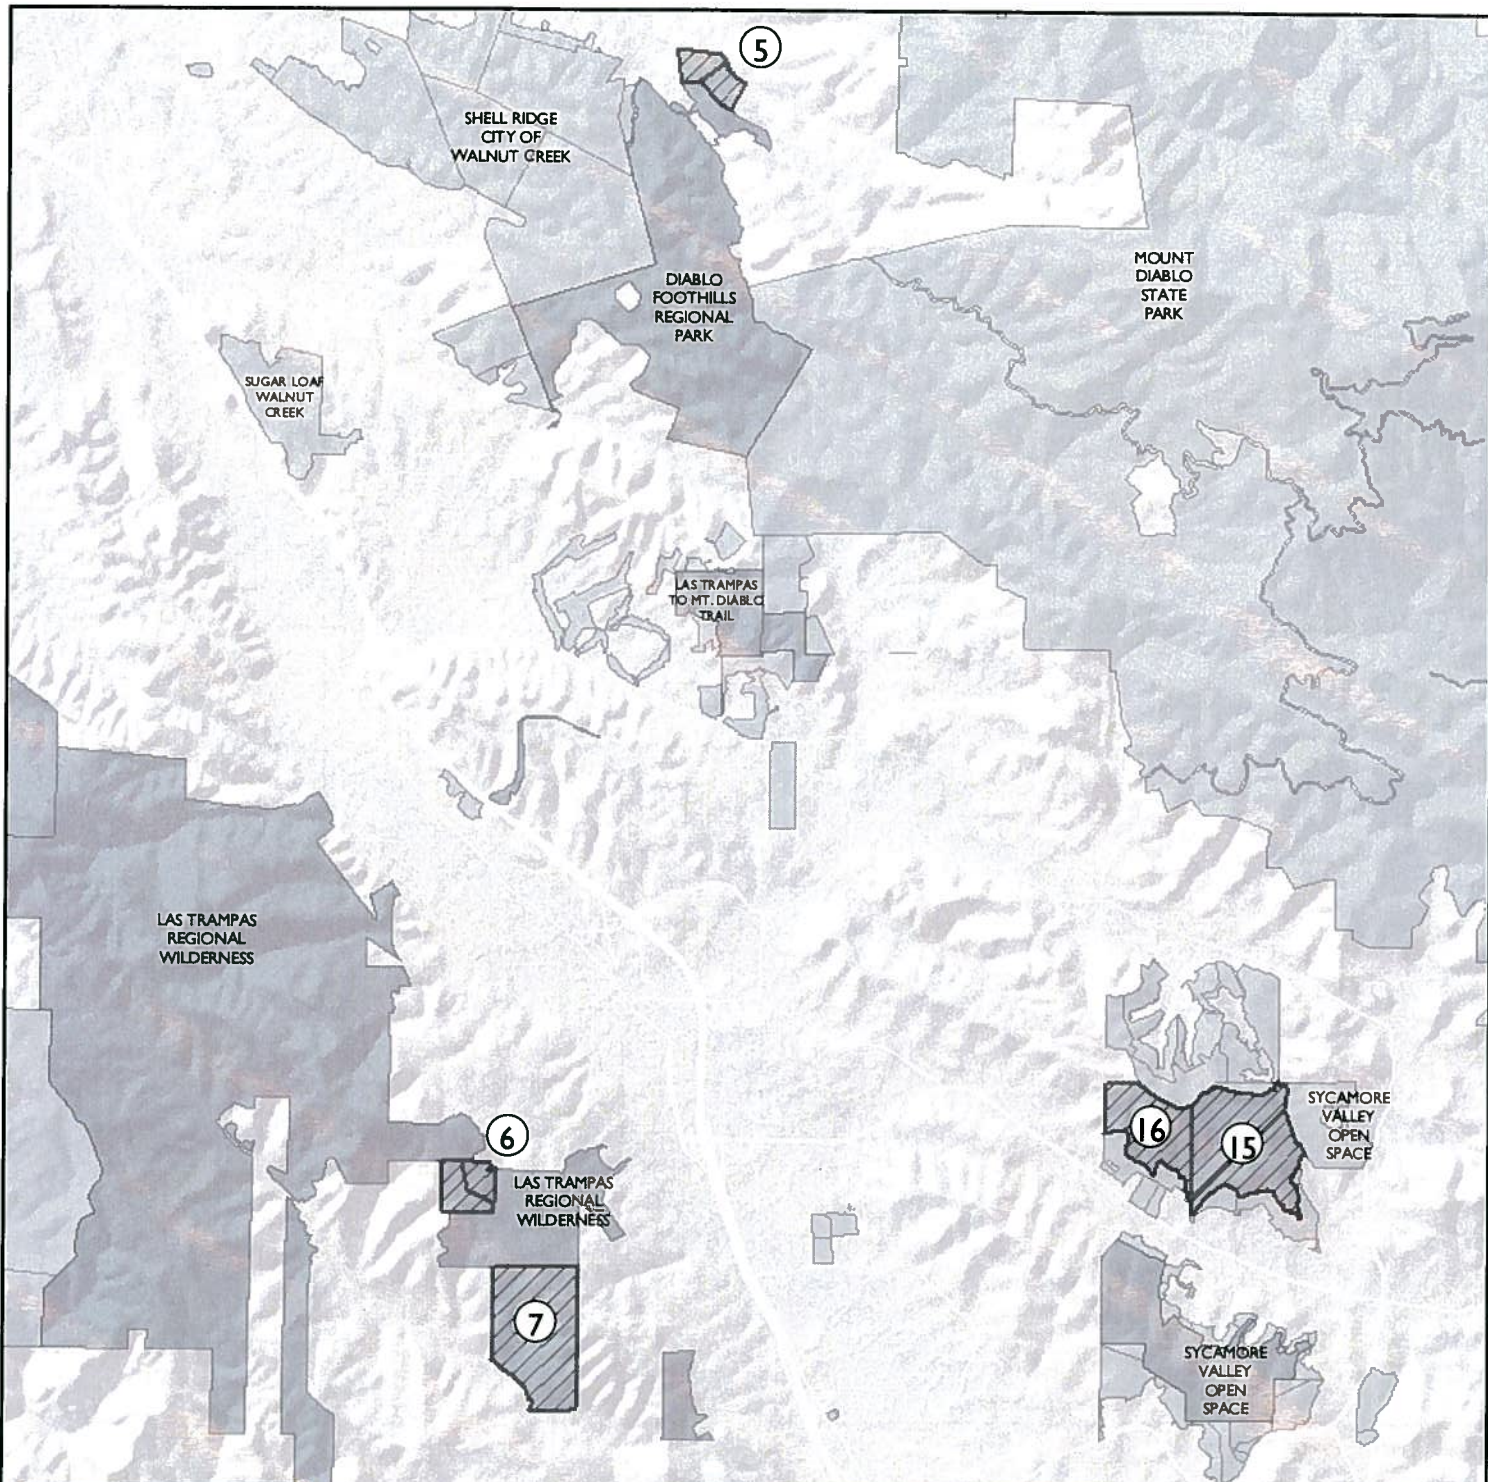 5
SHELL RIDGE
CITY OF
WALNUT CREEK
MOUNT
DIABLO
STATE
PARK
DIABLO
FOOTHILLS
REGIONAL
PARK
SUGAR LOAF
WALNUT
CREEK
LAS TRAMPAS
TO MT. DIABLO
TRAIL
LAS TRAMPAS
REGIONAL
WILDERNESS
6
LAS TRAMPAS
REGIONAL
WILDERNESS
16
15
SYCAMORE
VALLEY
OPEN
SPACE
7
SYCAMORE
VALLEY
OPEN
SPACE